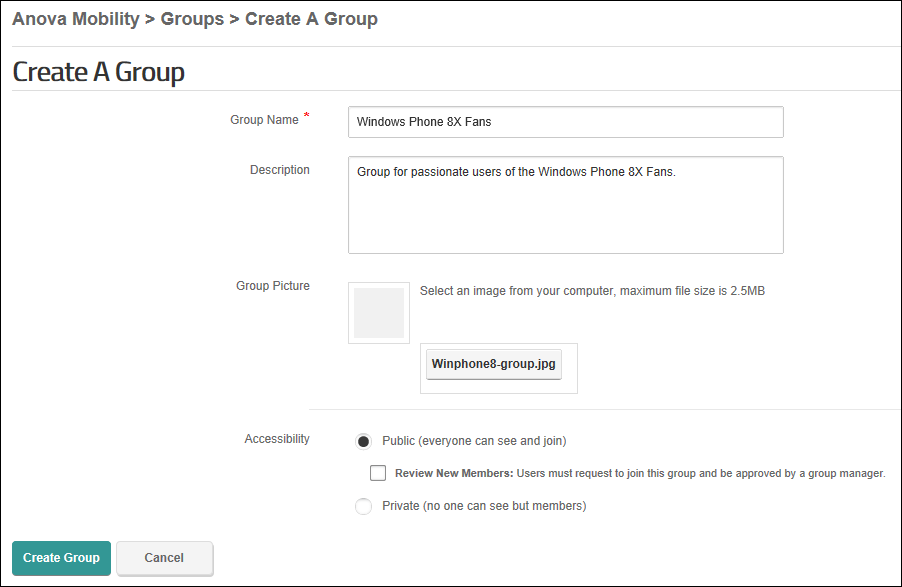 Anova Mobility > Groups > Create A Group
Create A Group
Group Name *
Windows Phone 8X Fans
Description
Group for passionate users of the Windows Phone 8X Fans.
Group Picture
Select an image from your computer, maximum file size is 2.5MB
Winphone8-group.jpg
Accessibility
Public (everyone can see and join)
Review New Members: Users must request to join this group and be approved by a group manager.
Private (no one can see but members)
Create Group
Cancel